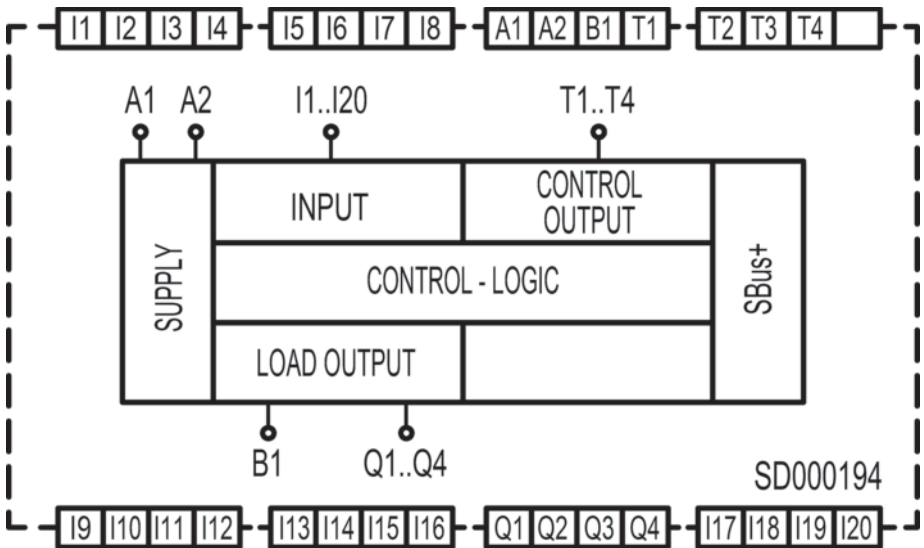 I1 I2 I3 I4 I5 I6 I7 I8 A1 A2 B1 T1 T2 T3 T4
A1 A2 I1..I20 T1..T4
INPUT
CONTROL
OUTPUT
SUPPLY
CONTROL - LOGIC
SBus+
LOAD OUTPUT
B1 Q1..Q4
SD000194
I9 I10 I11 I12 I13 I14 I15 I16 Q1 Q2 Q3 Q4 I17 I18 I19 I20